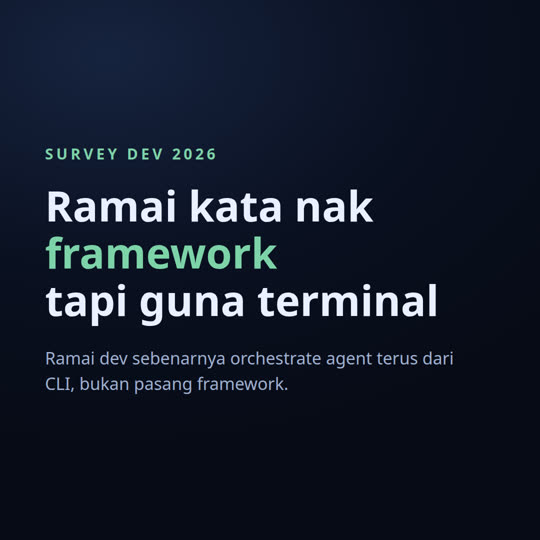 SURVEY DEV 2026
Ramai kata nak
framework
tapi guna terminal
Ramai dev sebenarnya orchestrate agent terus dari
CLI, bukan pasang framework.